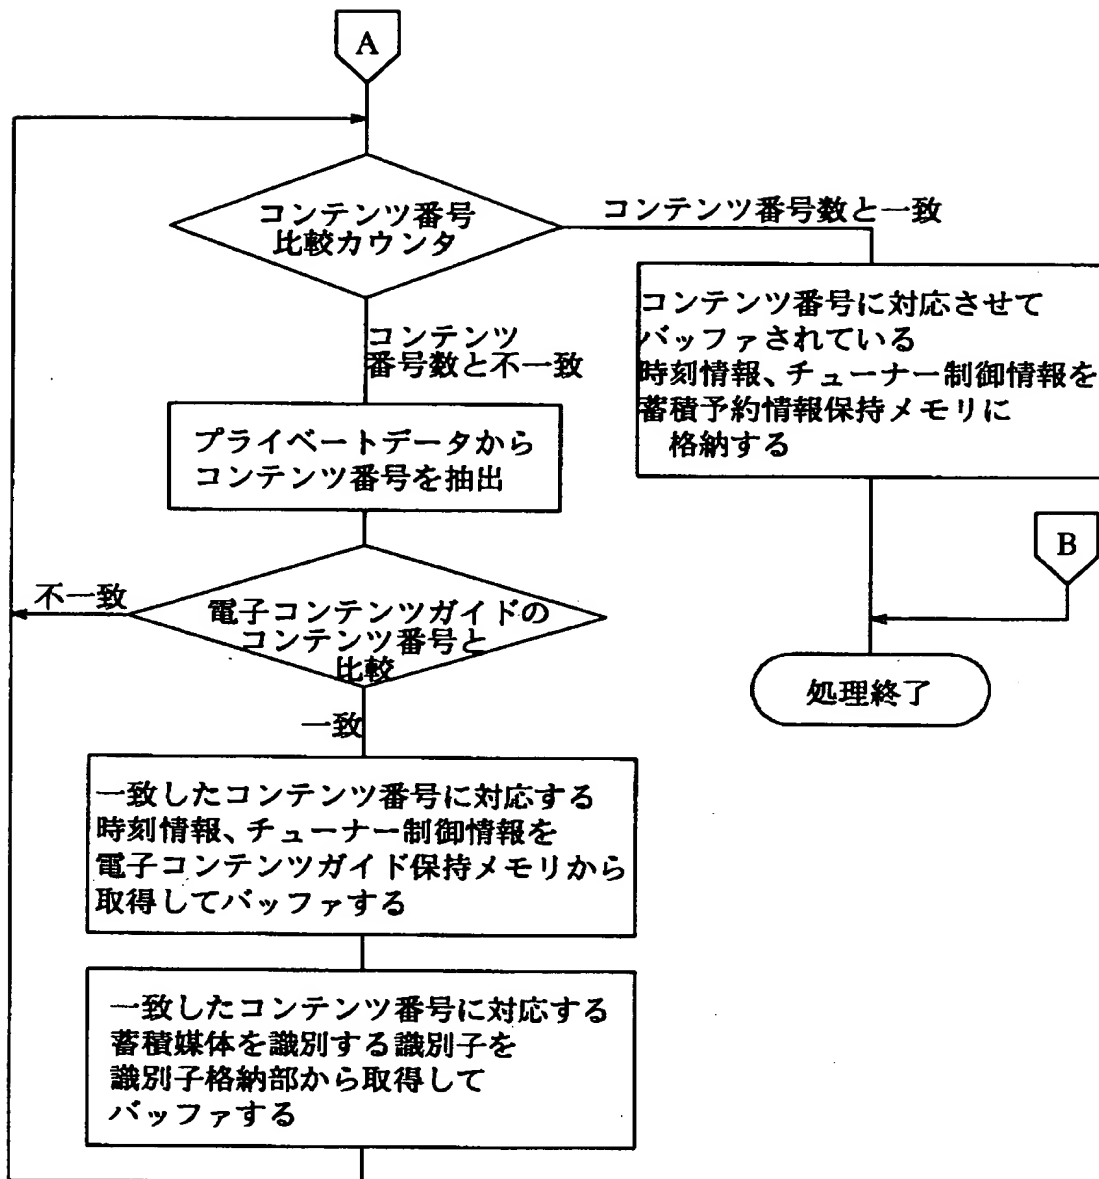 A
コンテンツ番号
比較カウンタ
コンテンツ番号数と一致
コンテンツ
番号数と不一致
コンテンツ番号に対応させて
バッファされている
時刻情報、チューナー制御情報を
蓄積予約情報保持メモリに
格納する
プライベートデータから
コンテンツ番号を抽出
B
不一致
電子コンテンツガイドの
コンテンツ番号と
比較
処理終了
一致
一致したコンテンツ番号に対応する
時刻情報、チューナー制御情報を
電子コンテンツガイド保持メモリから
取得してバッファする
一致したコンテンツ番号に対応する
蓄積媒体を識別する識別子を
識別子格納部から取得して
バッファする